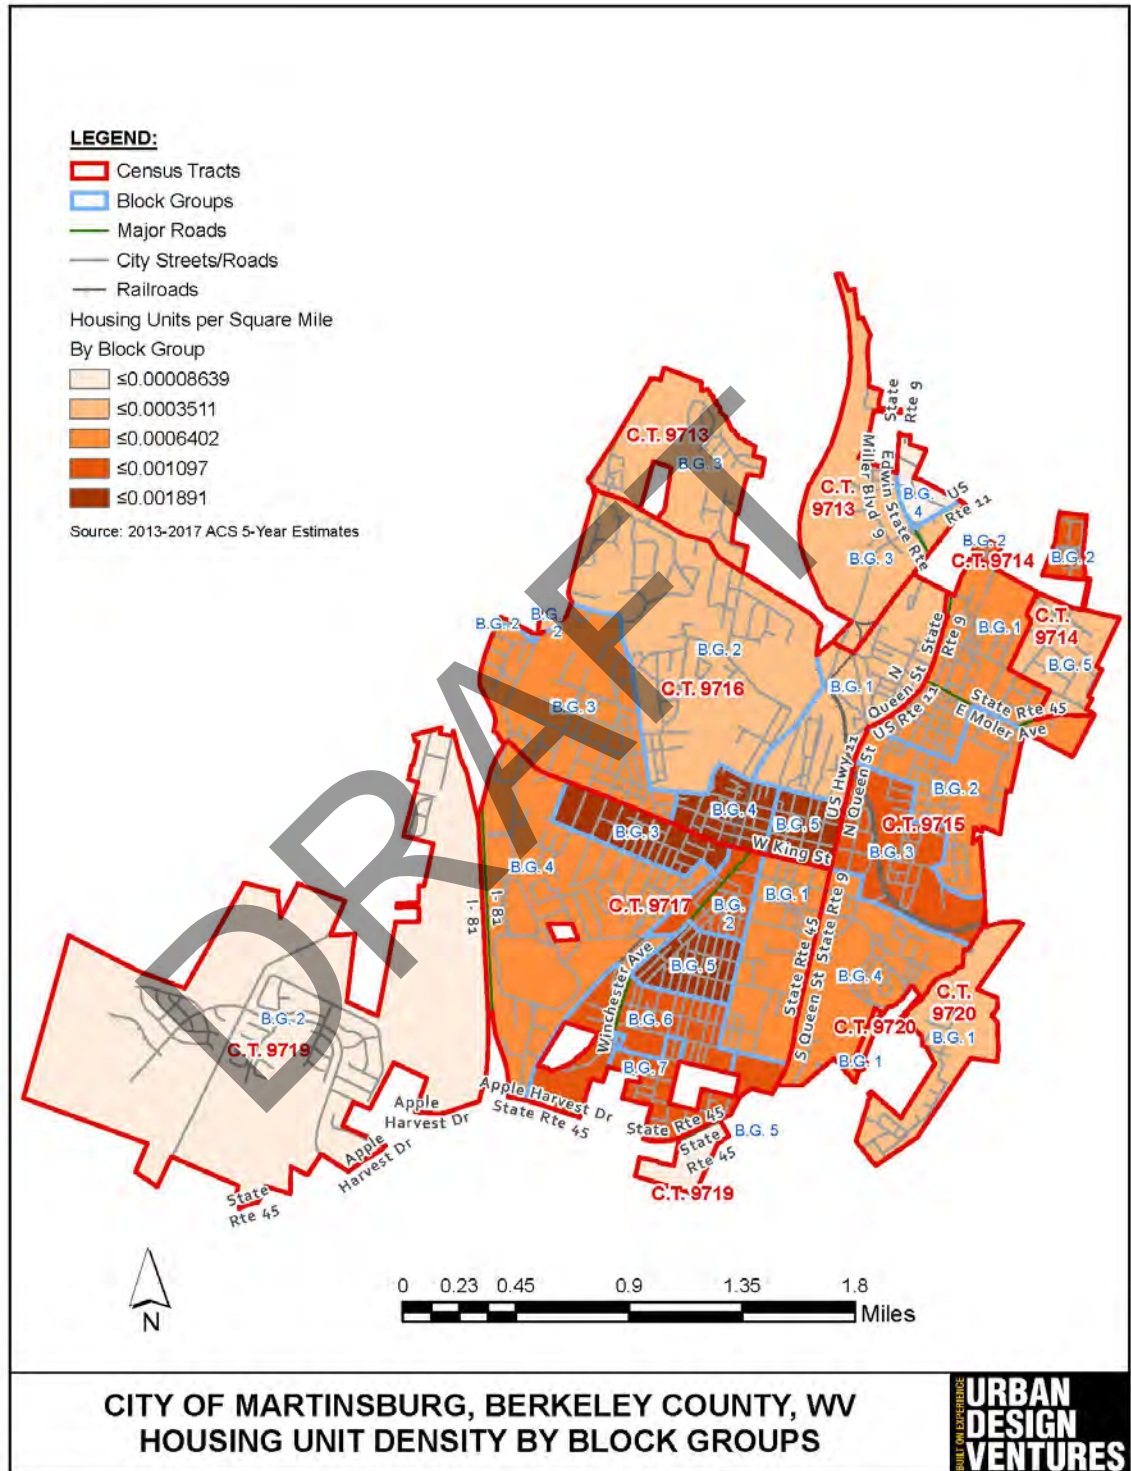 LEGEND:
Census Tracts
Block Groups
Major Roads
City Streets/Roads
Railroads
Housing Units per Square Mile
By Block Group
≤0.00008639
≤0.0003511
≤0.0006402
≤0.001097
≤0.001891
Source: 2013-2017 ACS 5-Year Estimates
DRAFT
State
Rte 9
C.T. 9713
B.G. 3
C.T.
9713
Miller Blvd 9
Edwin State Rte
B.G.
4
US
Rte 11
B.G. 3
B.G. 2
C.T. 9714
B.G. 2
B.G. 2
B.G.
2
B.G. 2
C.T. 9716
B.G. 3
B.G. 1
N
Queen St
State
Rte 9
US Rte 11
B.G. 1
C.T.
9714
B.G. 5
State Rte 45
E Moler Ave
US Hwy 11
N Queen St
B.G. 2
C.T. 9715
B.G. 3
B.G. 4
B.G. 5
W King St
B.G. 3
B.G. 4
C.T. 9717
B.G.
2
B.G. 1
I- 81
I- 81
B.G. 5
Winchester Ave
State Rte 45
S Queen St
State Rte 9
B.G. 4
C.T.
9720
C.T. 9720
B.G. 1
B.G. 1
B.G. 2
C.T. 9719
B.G. 6
B.G. 7
Apple
Harvest Dr
Apple Harvest Dr
State Rte 45
Apple
Harvest Dr
State Rte 45
State
Rte 45
B.G. 5
C.T. 9719
State
Rte 45
N
0 0.23 0.45 0.9 1.35 1.8
Miles
CITY OF MARTINSBURG, BERKELEY COUNTY, WV
HOUSING UNIT DENSITY BY BLOCK GROUPS
BUILT ON EXPERIENCE
URBAN
DESIGN
VENTURES